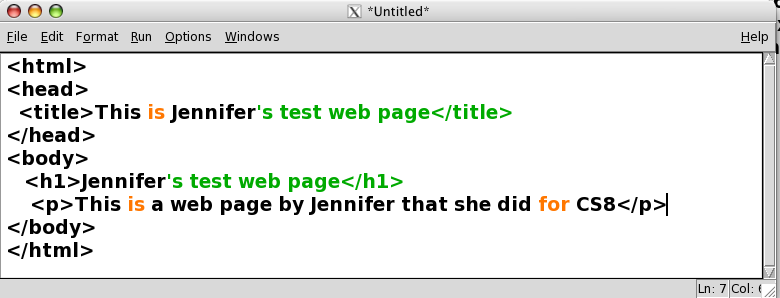 *Untitled*
File Edit Format Run Options Windows Help
<html>
<head>
<title>This is Jennifer's test web page</title>
</head>
<body>
<h1>Jennifer's test web page</h1>
<p>This is a web page by Jennifer that she did for CS8</p>
</body>
</html>
Ln: 7 Col: